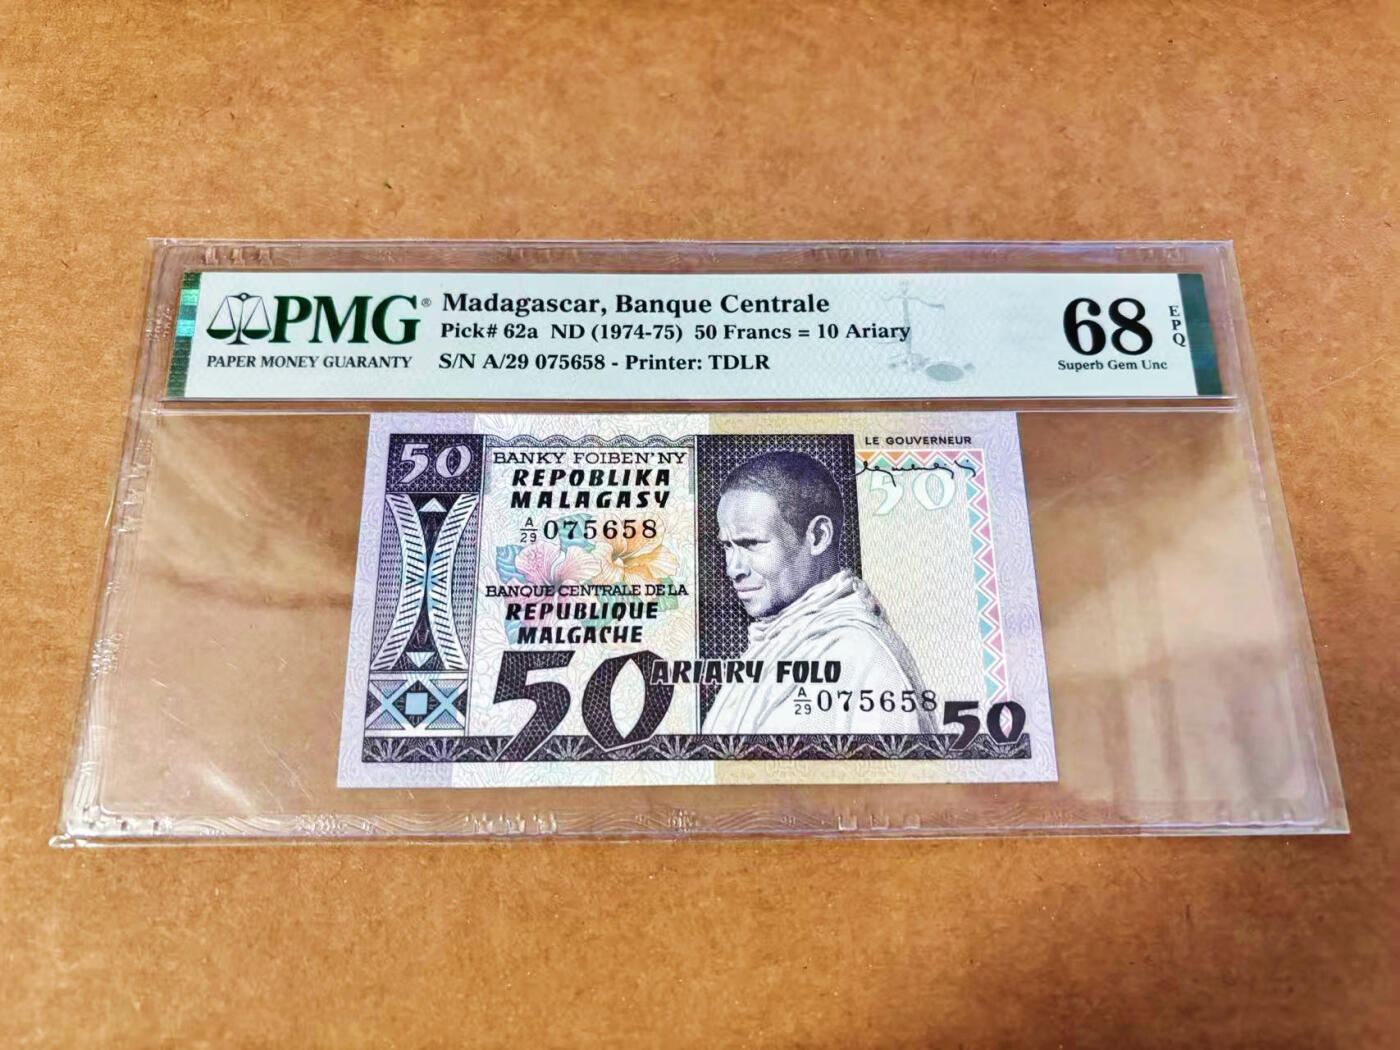 PMG®
PAPER MONEY GUARANTY
Madagascar, Banque Centrale
Pick# 62a ND (1974-75) 50 Francs = 10 Ariary
S/N A/29 075658 - Printer: TDLR
68
EPQ
Superb Gem Unc
50
BANKY FOIBEN'NY
REPOBLIKA
MALAGASY
A/29 075658
BANQUE CENTRALE DE LA
REPUBLIQUE
MALGACHE
50 ARIARY FOLO
LE GOUVERNEUR
50
A/29 075658
50